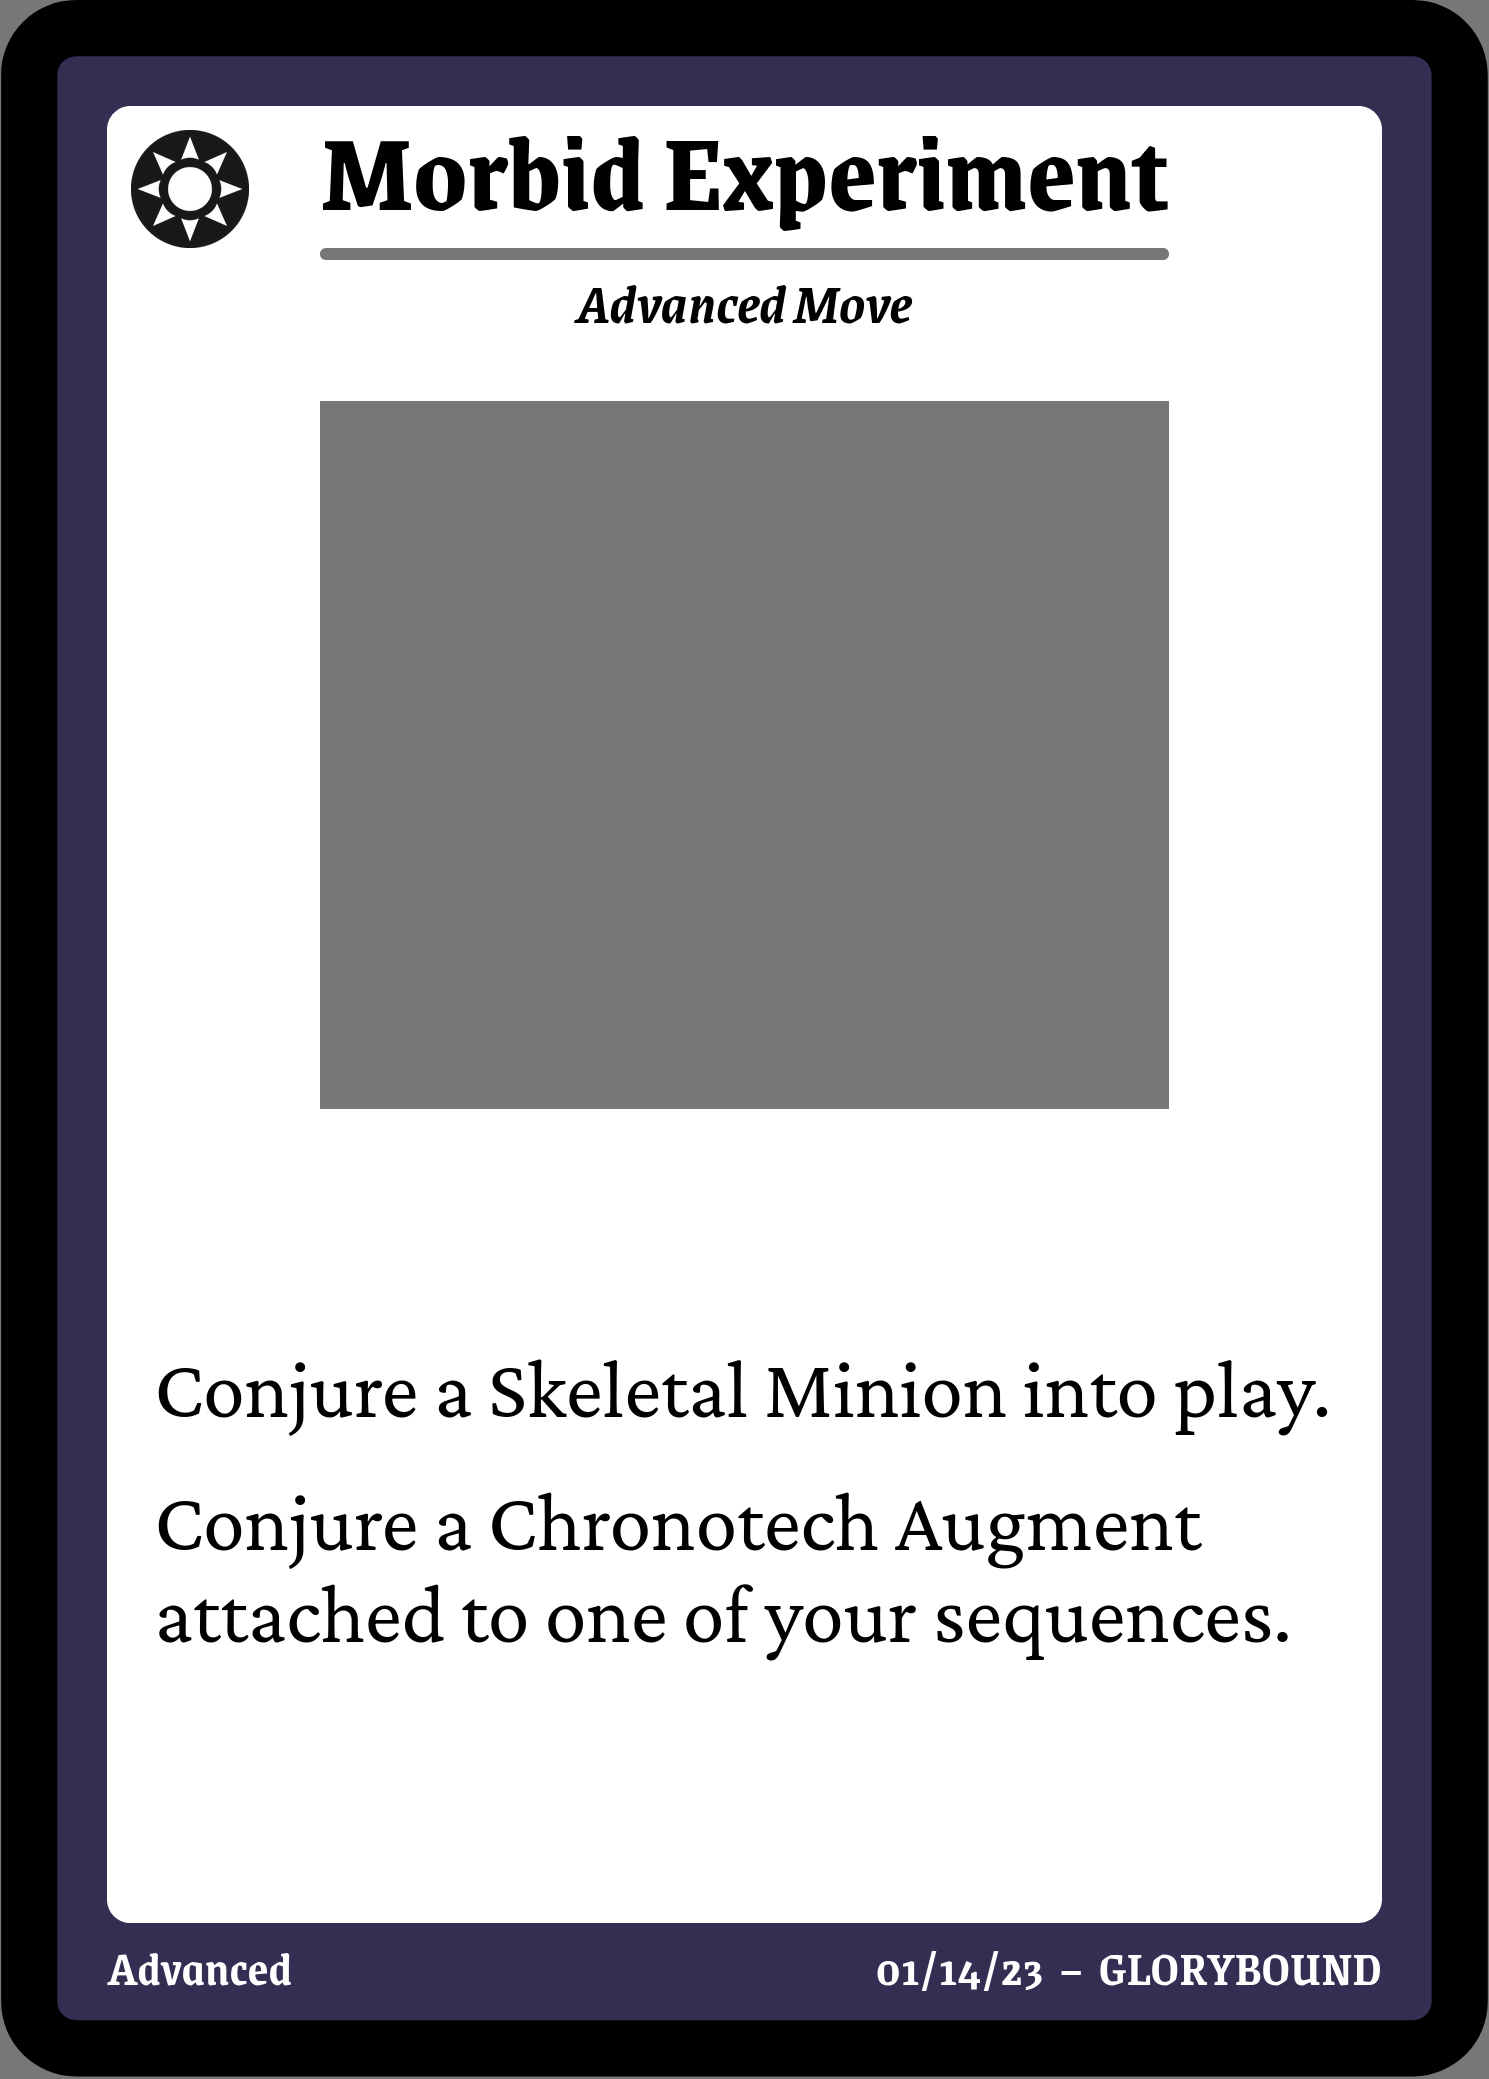 Morbid Experiment
Advanced Move
Conjure a Skeletal Minion into play.
Conjure a Chronotech Augment
attached to one of your sequences.
Advanced
01/14/23 – GLORYBOUND